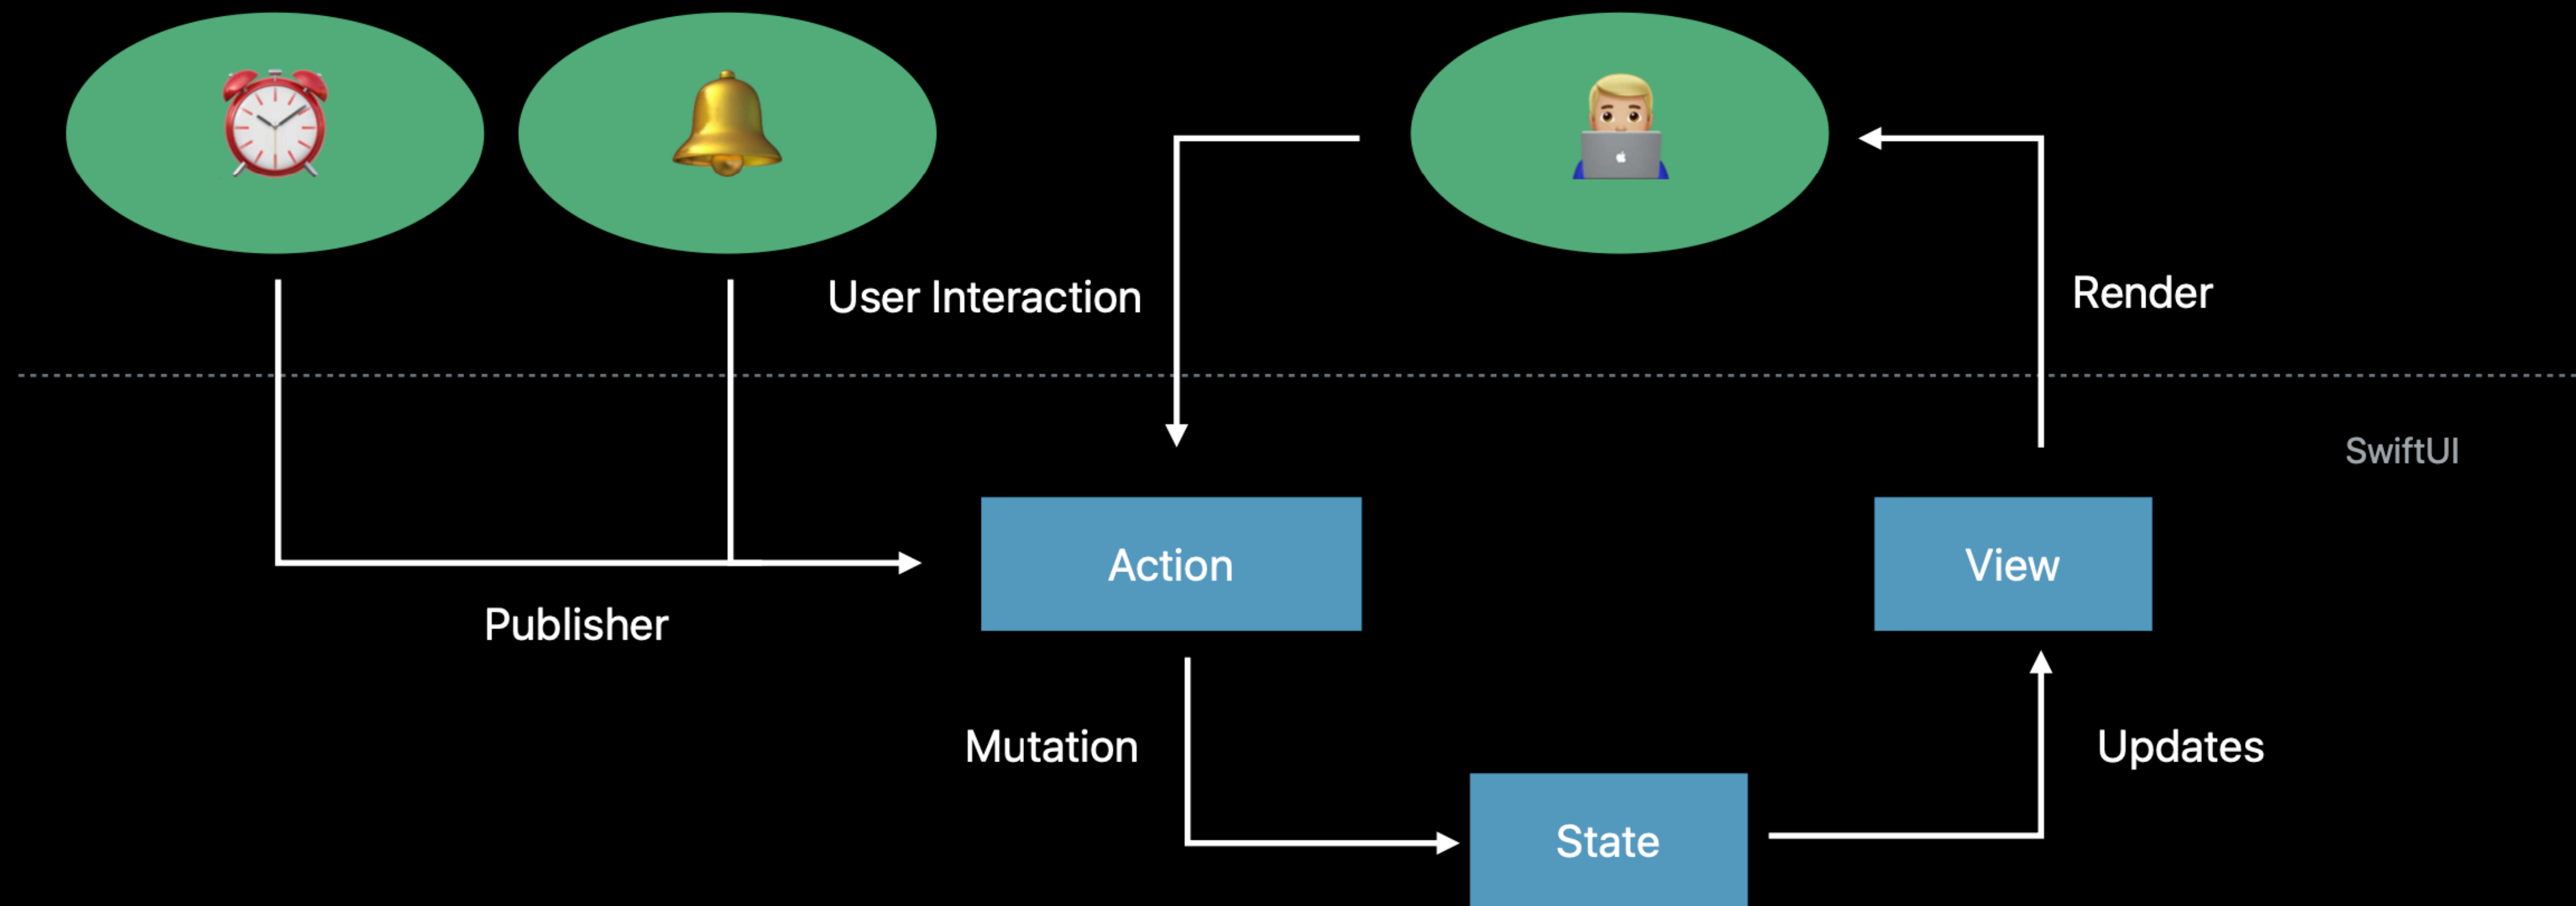 User Interaction
Render
SwiftUI
Action
View
Publisher
Mutation
Updates
State